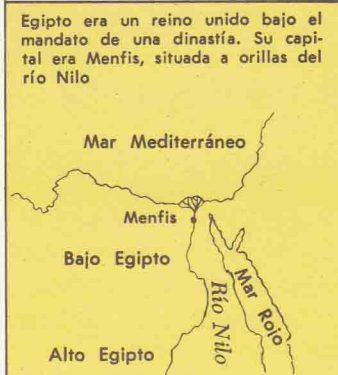 Egipto era un reino unido bajo el
mandato de una dinastía. Su capi-
tal era Menfis, situada a orillas del
río Nilo
Mar Mediterráneo
Menfis
Bajo Egipto
Mar Rojo
Río Nilo
Alto Egipto